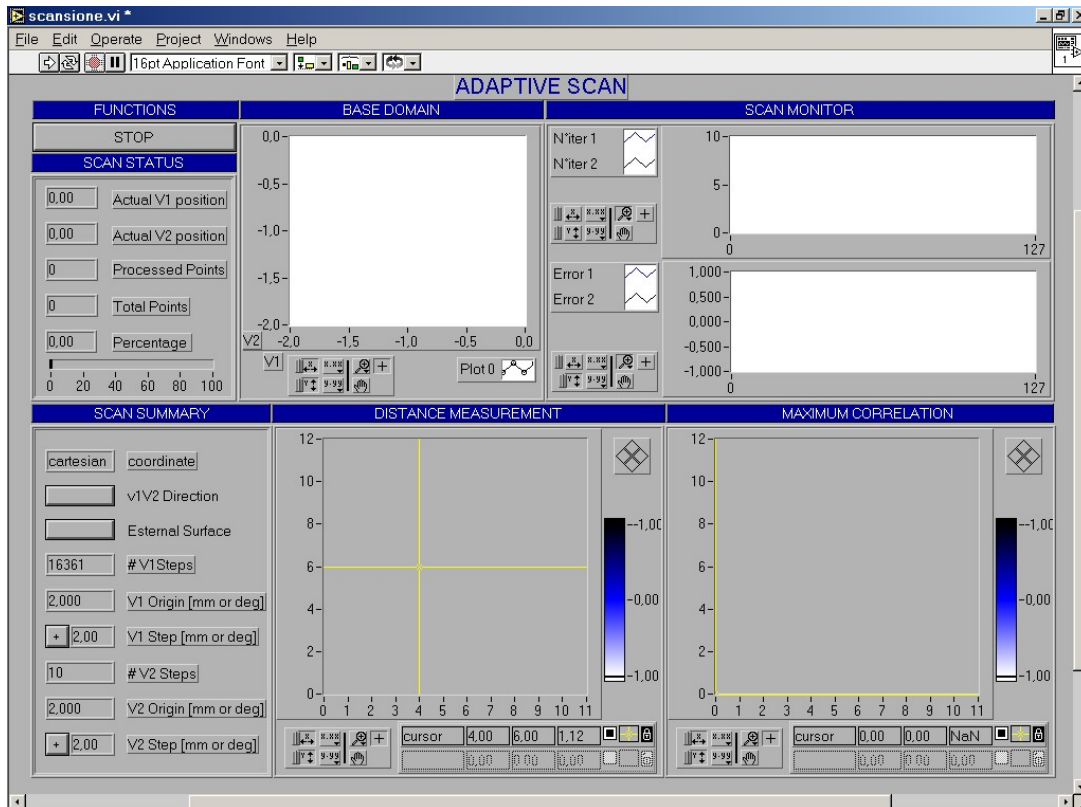 scansione.vi *
File Edit Operate Project Windows Help
16pt Application Font
1
ADAPTIVE SCAN
FUNCTIONS
STOP
SCAN STATUS
0,00 Actual V1 position
0,00 Actual V2 position
0 Processed Points
0 Total Points
0,00 Percentage
0 20 40 60 80 100
BASE DOMAIN
0,0
-0,5
-1,0
-1,5
-2,0
V2 -2,0 -1,5 -1,0 -0,5 0,0
V1
x.xx
y.yy
Plot 0
SCAN MONITOR
N°iter 1
N°iter 2
x.xx
y.yy
10
5
0
0 127
Error 1
Error 2
x.xx
y.yy
1,000
0,500
0,000
-0,500
-1,000
0 127
SCAN SUMMARY
cartesian coordinate
v1V2 Direction
Esternal Surface
16361 # V1Steps
2,000 V1 Origin [mm or deg]
+ 2,00 V1 Step [mm or deg]
10 # V2 Steps
2,000 V2 Origin [mm or deg]
+ 2,00 V2 Step [mm or deg]
DISTANCE MEASUREMENT
12
10
8
6
4
2
0
0 1 2 3 4 5 6 7 8 9 10 11
-1,00
-0,00
-1,00
x.xx
y.yy
cursor 4,00 6,00 1,12
0,00 0,00 0,00
MAXIMUM CORRELATION
12
10
8
6
4
2
0
0 1 2 3 4 5 6 7 8 9 10 11
-1,00
-0,00
-1,00
x.xx
y.yy
cursor 0,00 0,00 NaN
0,00 0,00 0,00